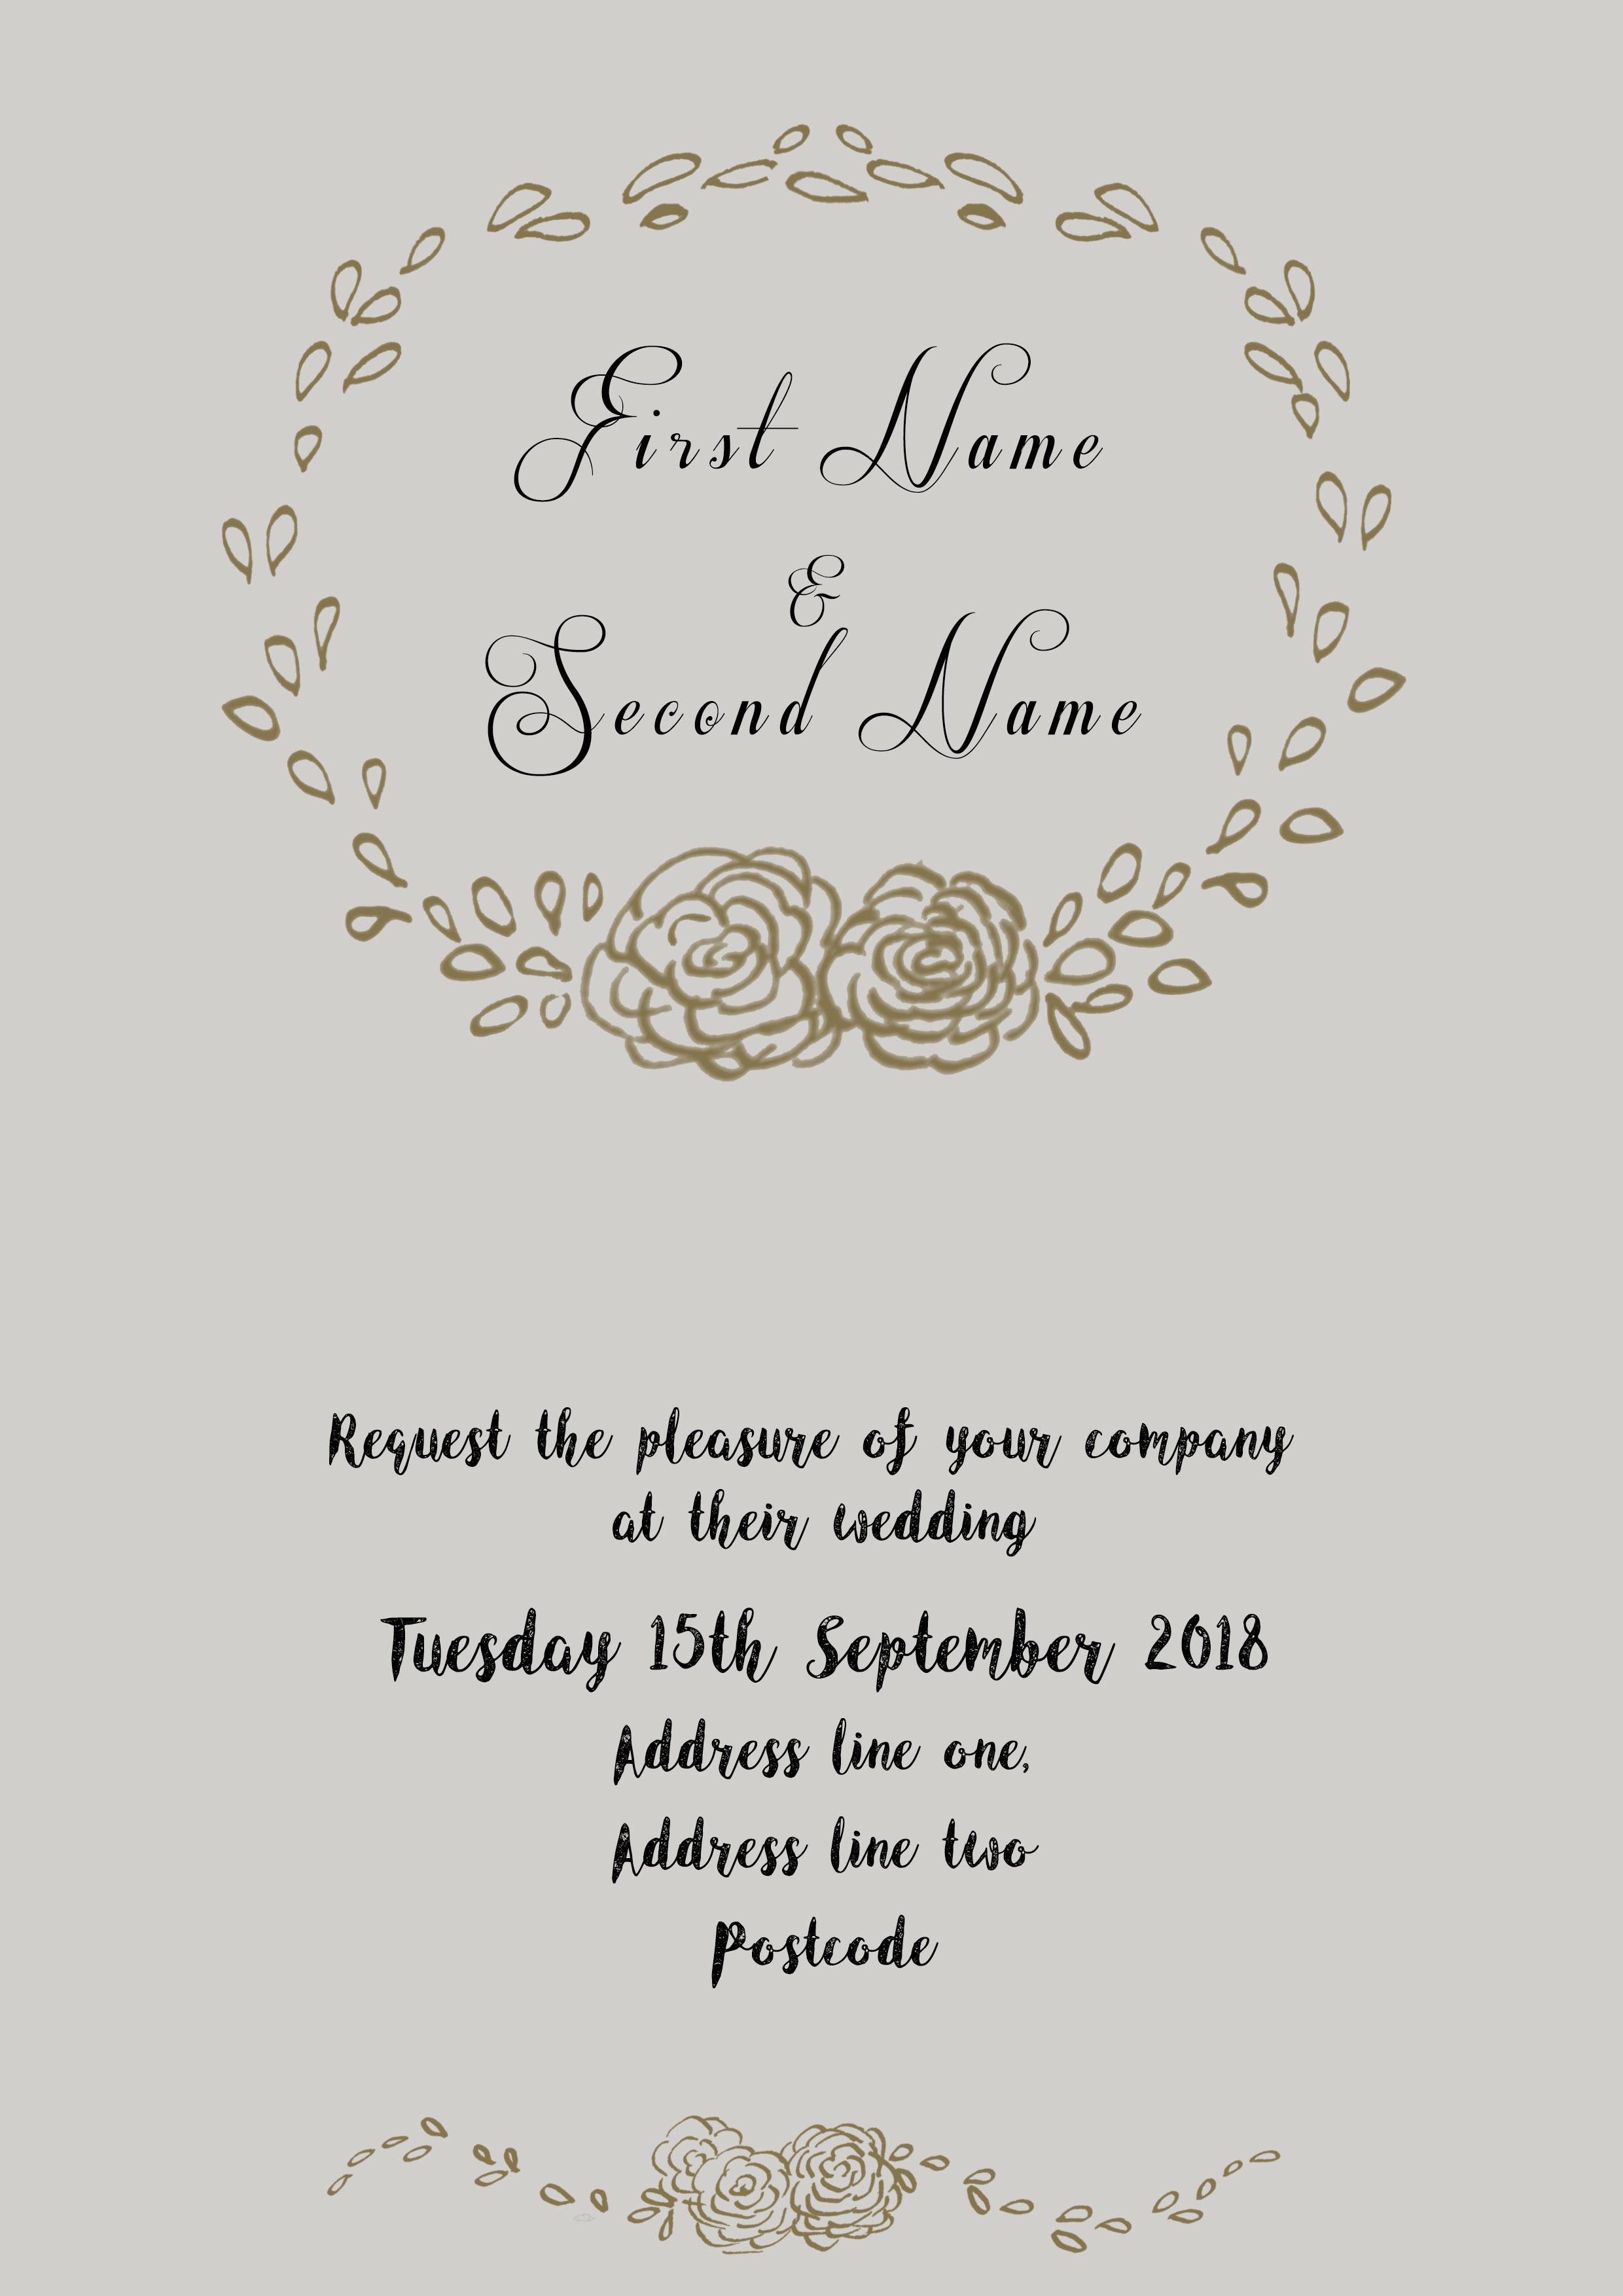 First Name
&
Second Name
Request the pleasure of your company
at their wedding
Tuesday 15th September 2018
Address line one,
Address line two
Postcode